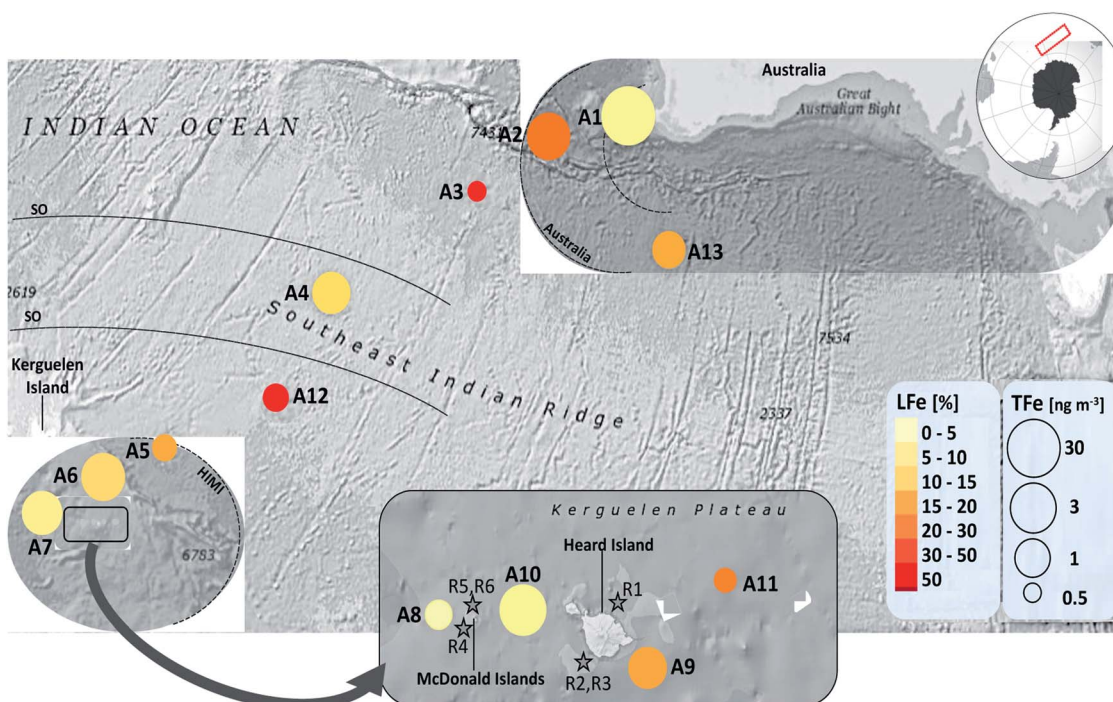 Australia
Great
Australian Bight
INDIAN OCEAN
A1
A2
A3
SO
Australia
A13
A4
2619
SO
Southeast Indian Ridge
7534
Kerguelen
Island
A12
2337
LFe [%]
0 - 5
5 - 10
10 - 15
15 - 20
20 - 30
30 - 50
50
TFe [ng m⁻³]
30
3
1
0.5
A5
A6
HIMI
A7
6783
Kerguelen Plateau
Heard Island
A10
A11
R5, R6
R1
A8
R4
A9
McDonald Islands
R2,R3